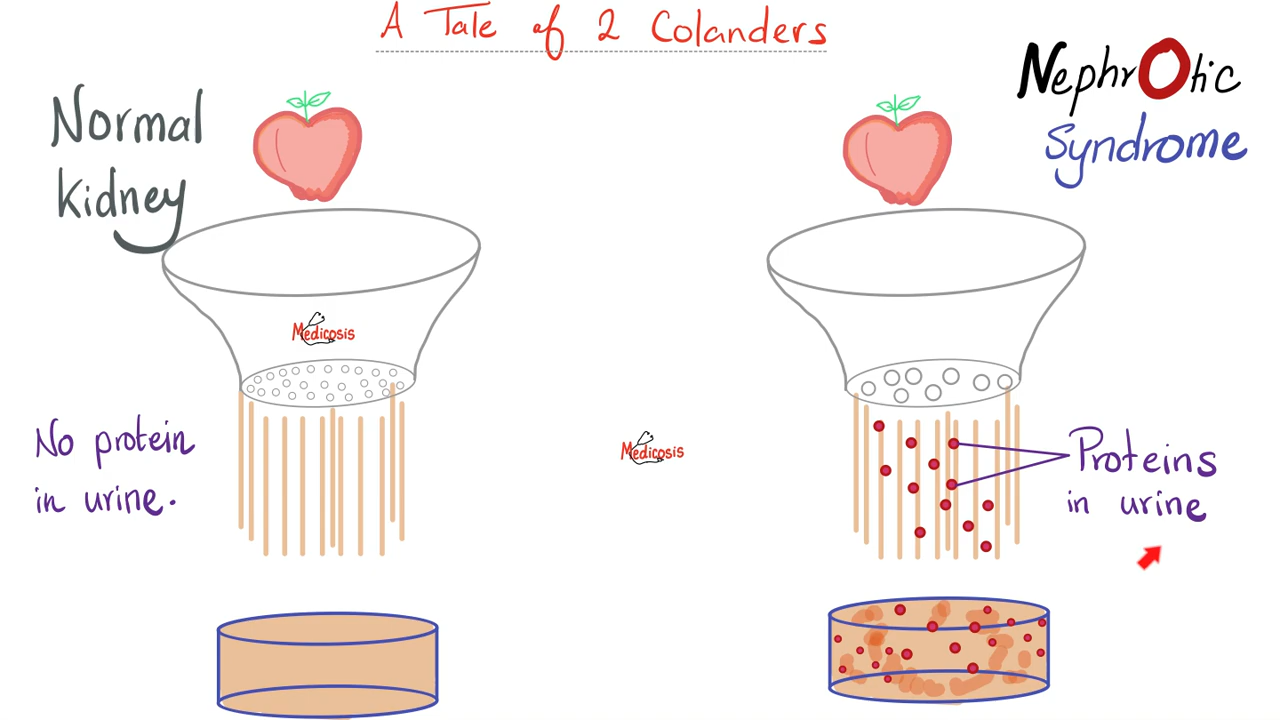 A Tale of 2 Colanders
Normal
kidney
NephrOtic
Syndrome
Medicosis
No protein
in urine.
Medicosis
Proteins
in urine